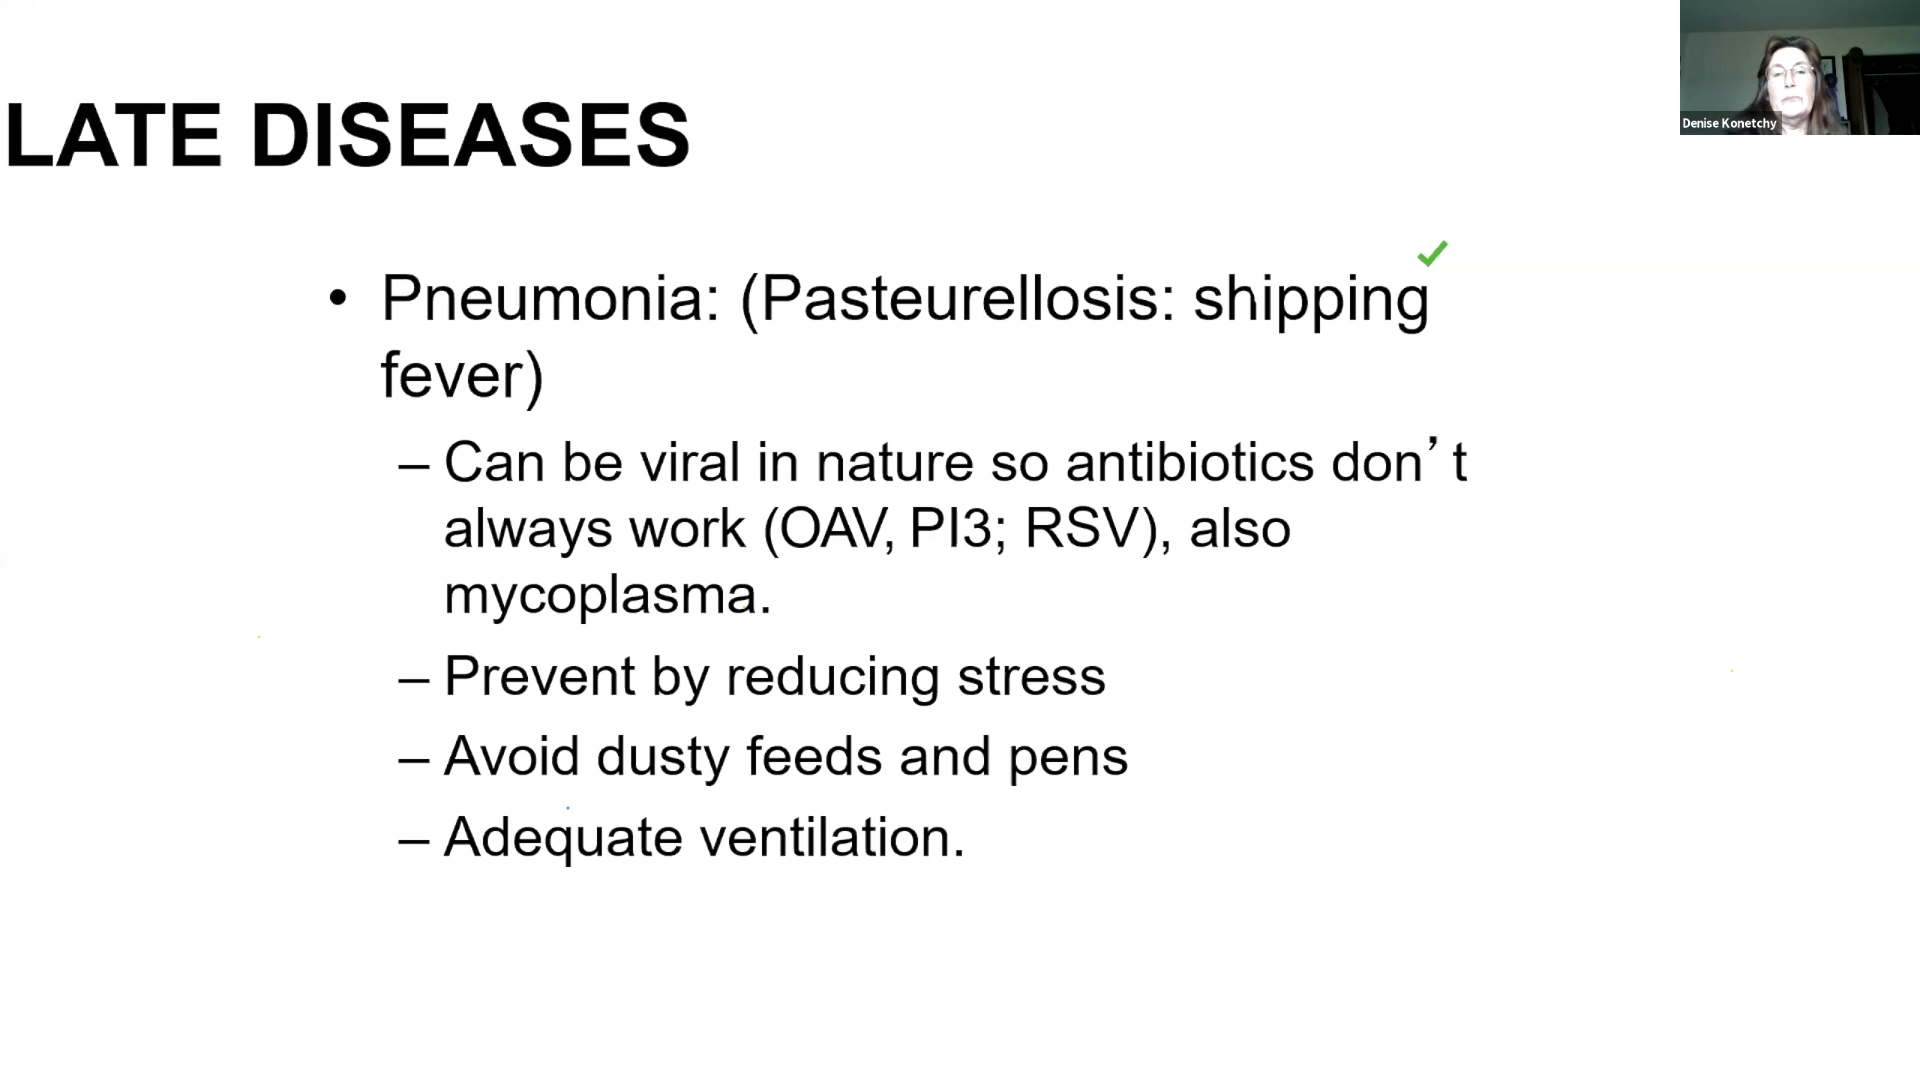 Denise Konetchy
LATE DISEASES
• Pneumonia: (Pasteurellosis: shipping
fever)
– Can be viral in nature so antibiotics don’t
always work (OAV, PI3; RSV), also
mycoplasma.
– Prevent by reducing stress
– Avoid dusty feeds and pens
– Adequate ventilation.